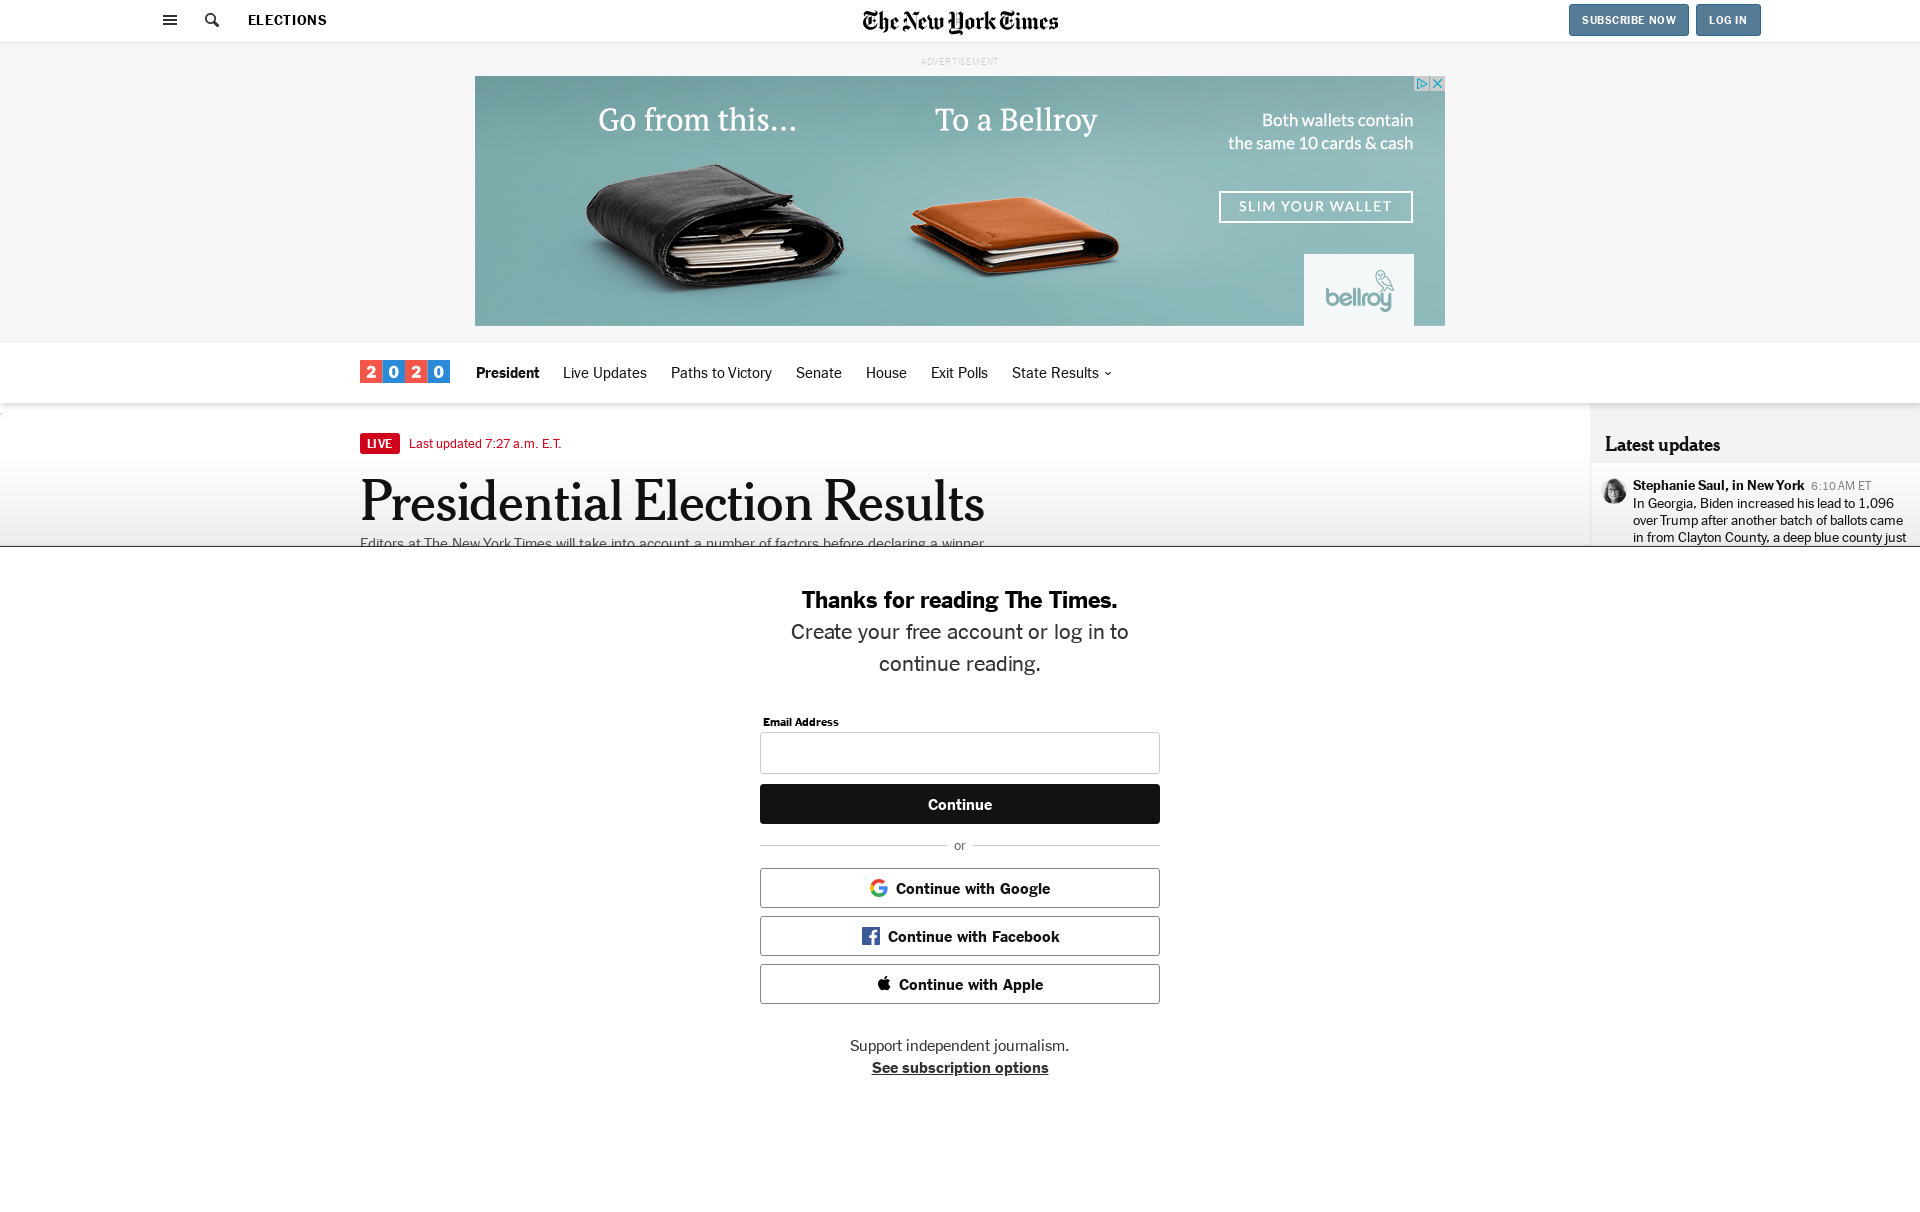 ELECTIONS
The New York Times
SUBSCRIBE NOW
LOG IN
ADVERTISEMENT
Go from this...
To a Bellroy
Both wallets contain
the same 10 cards & cash
SLIM YOUR WALLET
bellroy
2020
President
Live Updates
Paths to Victory
Senate
House
Exit Polls
State Results
LIVE
Last updated 7:27 a.m. E.T.
Presidential Election Results
Editors at The New York Times will take into account a number of factors before declaring a winner
Latest updates
Stephanie Saul, in New York 6:10 AM ET
In Georgia, Biden increased his lead to 1,096
over Trump after another batch of ballots came
in from Clayton County, a deep blue county just
Thanks for reading The Times.
Create your free account or log in to
continue reading.
Email Address
Continue
or
Continue with Google
Continue with Facebook
Continue with Apple
Support independent journalism.
See subscription options